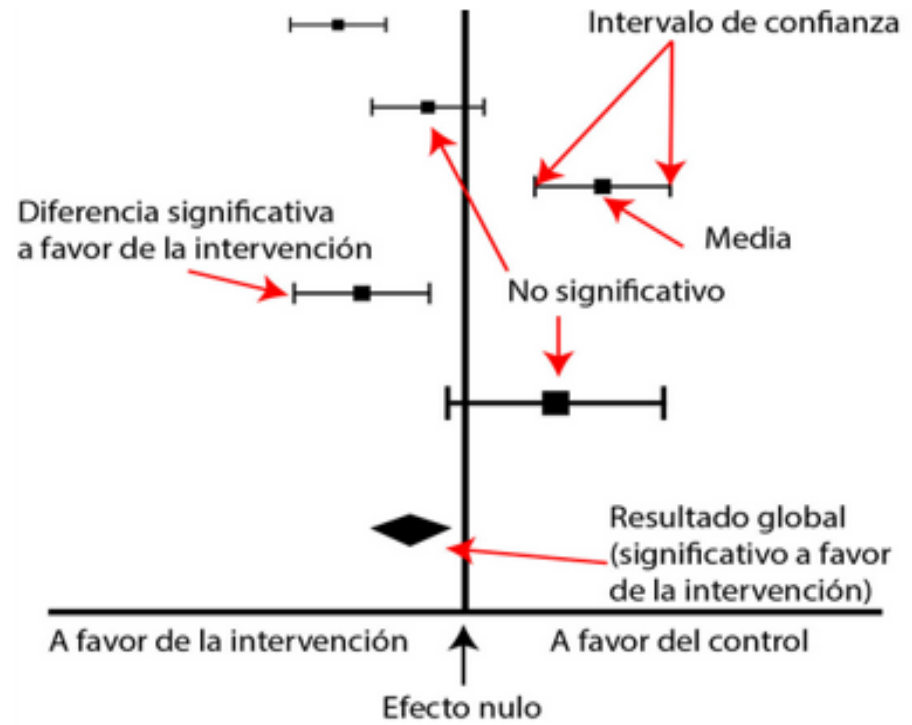 Intervalo de confianza
Diferencia significativa
a favor de la intervención
Media
No significativo
Resultado global
(significativo a favor
de la intervención)
A favor de la intervención
A favor del control
Efecto nulo